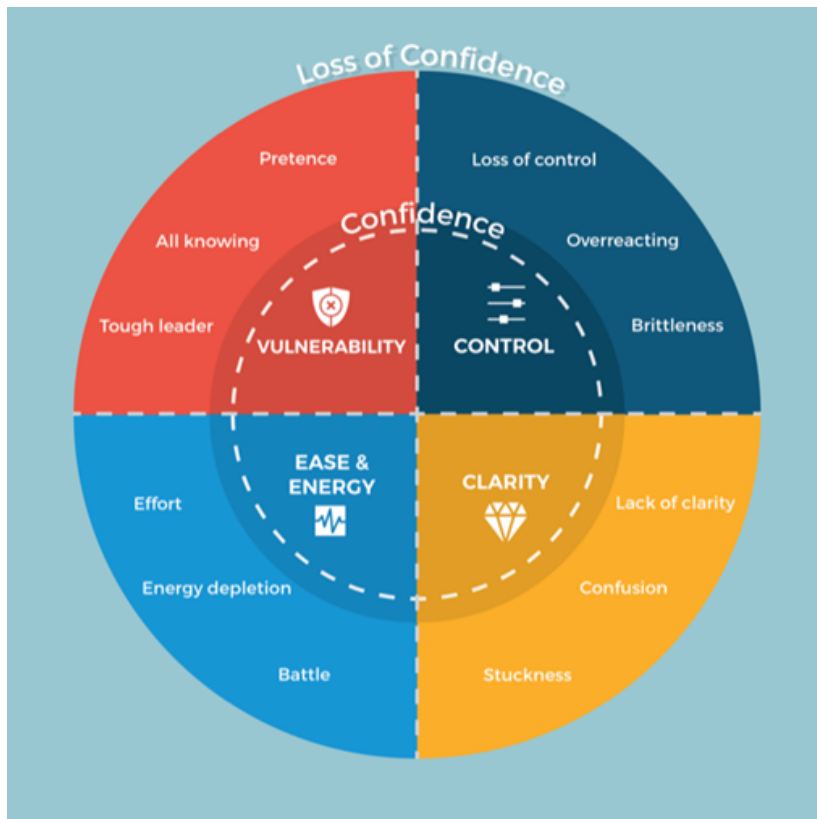 Loss of Confidence
Pretence
All knowing
Tough leader
Loss of control
Overreacting
Brittleness
Confidence
VULNERABILITY
CONTROL
EASE &
ENERGY
CLARITY
Effort
Energy depletion
Battle
Lack of clarity
Confusion
Stuckness